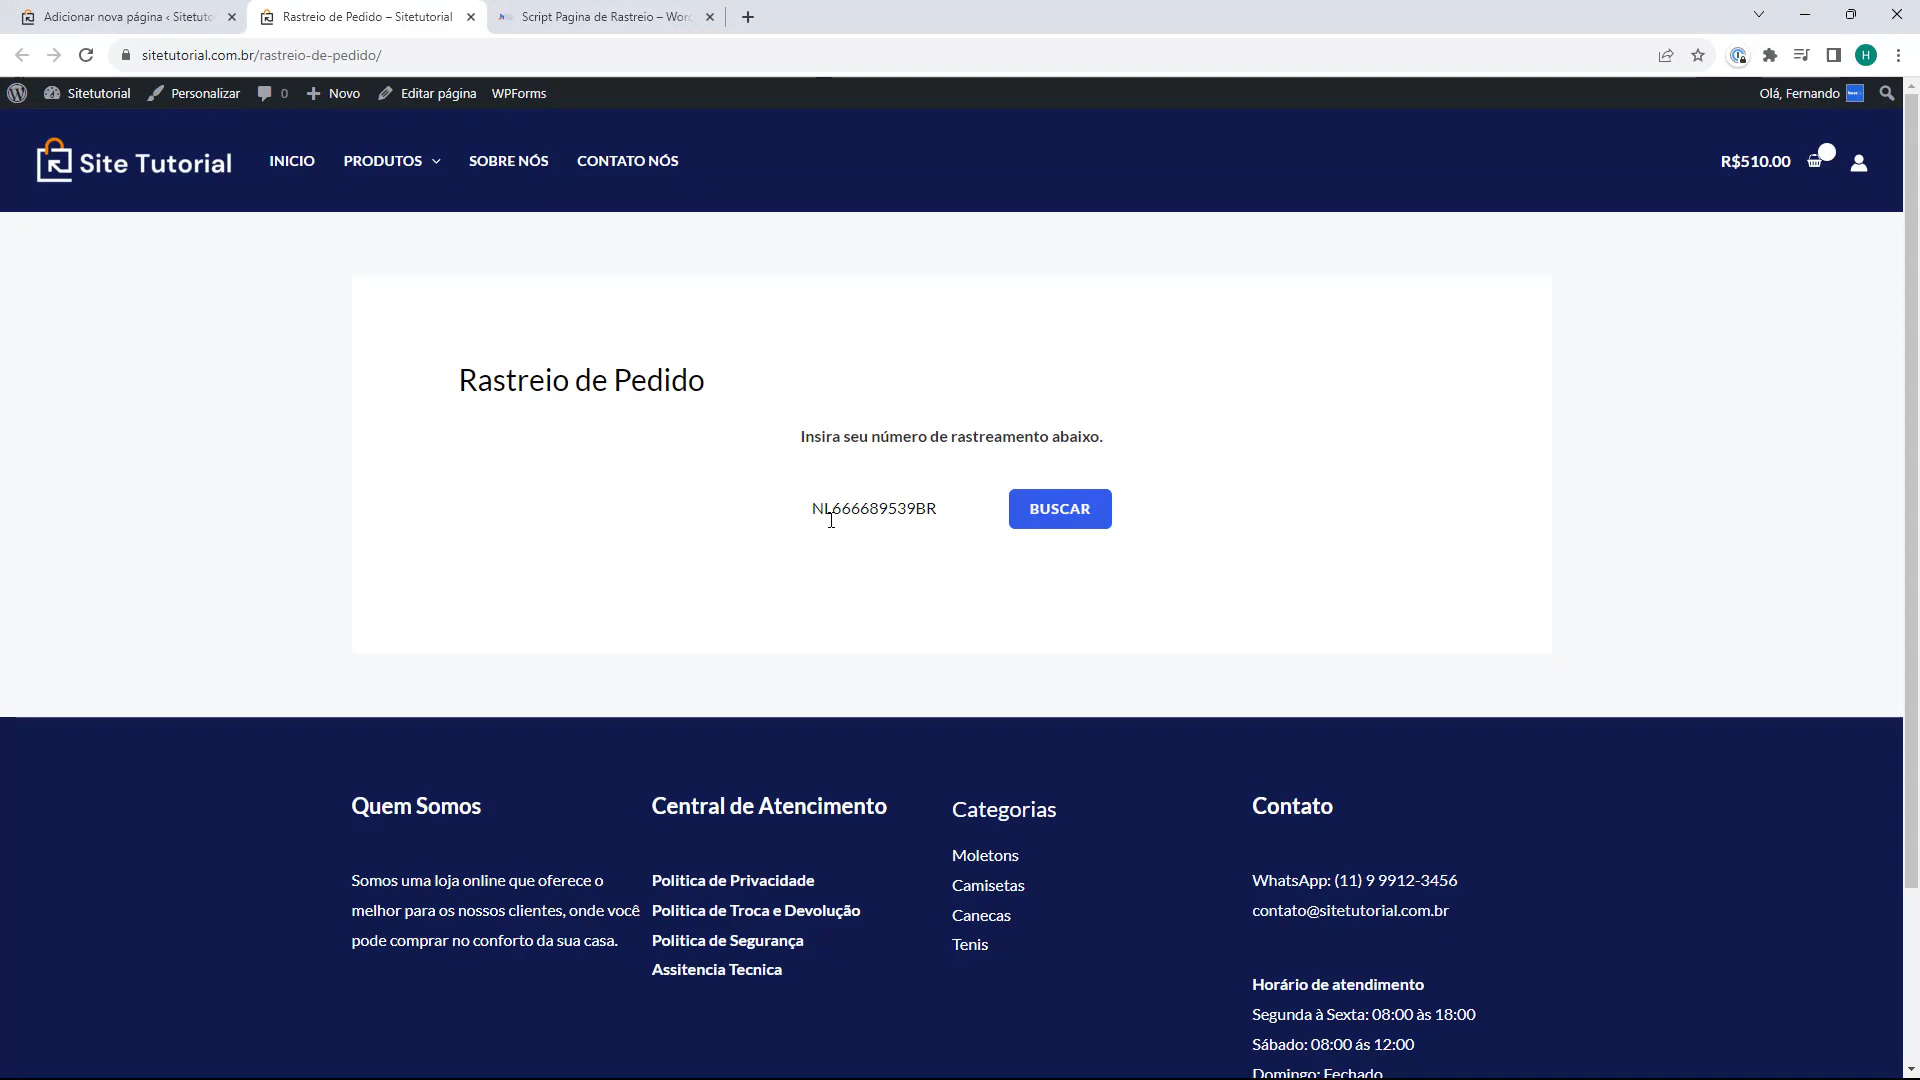 Adicionar nova página ‹ Sitetuto
Rastreio de Pedido – Sitetutorial
Script Pagina de Rastreio – Wor
sitetutorial.com.br/rastreio-de-pedido/
H
Sitetutorial
Personalizar
0
Novo
Editar página
WPForms
Olá, Fernando
Site Tutorial
INICIO
PRODUTOS
SOBRE NÓS
CONTATO NÓS
R$510.00
Rastreio de Pedido
Insira seu número de rastreamento abaixo.
NL666689539BR
BUSCAR
Quem Somos
Somos uma loja online que oferece o
melhor para os nossos clientes, onde você
pode comprar no conforto da sua casa.
Central de Atencimento
Politica de Privacidade
Politica de Troca e Devolução
Politica de Segurança
Assitencia Tecnica
Categorias
Moletons
Camisetas
Canecas
Tenis
Contato
WhatsApp: (11) 9 9912-3456
contato@sitetutorial.com.br
Horário de atendimento
Segunda à Sexta: 08:00 às 18:00
Sábado: 08:00 ás 12:00
Domingo: Fechado